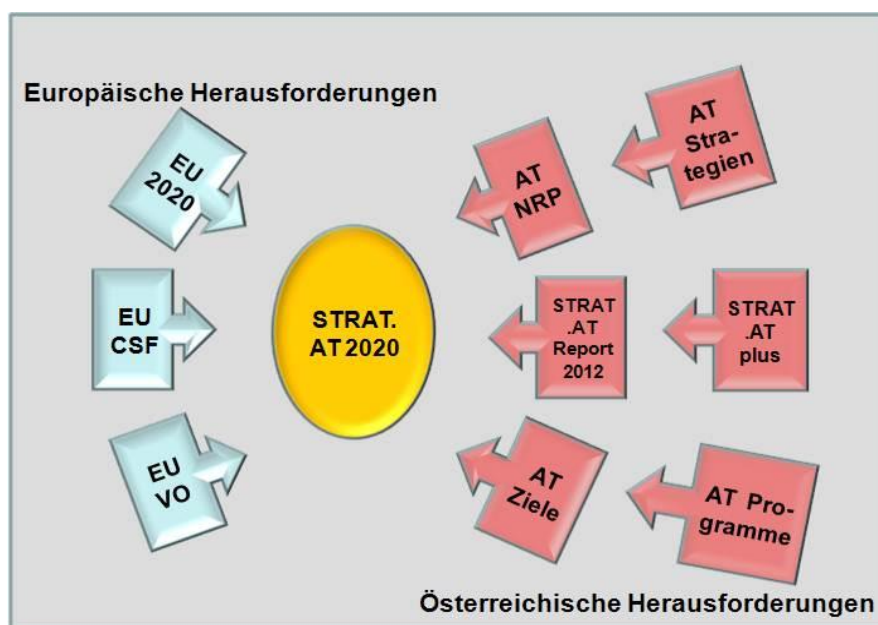 Europäische Herausforderungen
EU
2020
EU
CSF
EU
VO
STRAT.
AT 2020
AT
NRP
AT
Stra-
tegien
STRAT
.AT
Report
2012
STRAT
.AT
plus
AT
Ziele
AT Pro-
gramme
Österreichische Herausforderungen